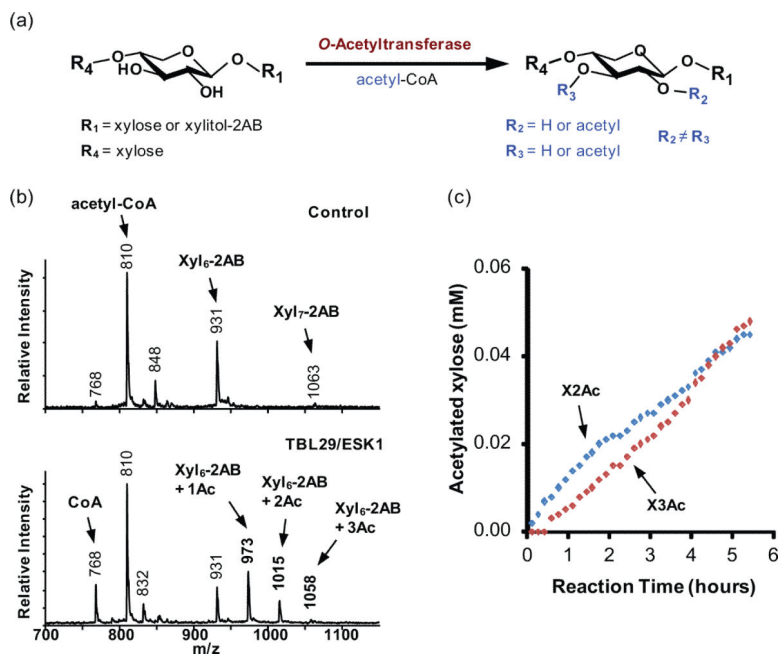 (a)
R4
O
O
HO
OH
O
R1
O-Acetyltransferase
acetyl-CoA
R4
O
O
O
R3
O
R1
O
R2
R1 = xylose or xylitol-2AB
R4 = xylose
R2 = H or acetyl
R3 = H or acetyl
R2 ≠ R3
(b)
Relative Intensity
acetyl-CoA
Control
810
Xyl6-2AB
931
Xyl7-2AB
768
848
1063
Relative Intensity
TBL29/ESK1
810
CoA
768
832
931
Xyl6-2AB
+ 1Ac
973
Xyl6-2AB
+ 2Ac
1015
Xyl6-2AB
+ 3Ac
1058
700 800 900 1000 1100
m/z
(c)
Acetylated xylose (mM)
0.06
0.04
0.02
0.00
X2Ac
X3Ac
0 1 2 3 4 5 6
Reaction Time (hours)